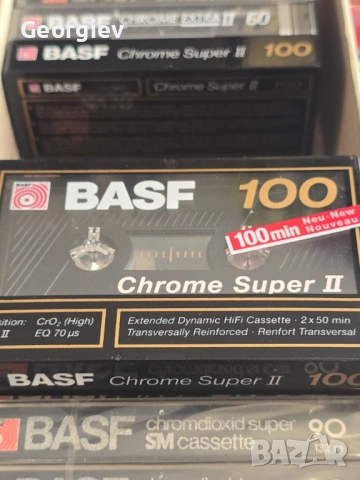 Georgiev
CHROME EXTRA II 60
BASF Chrome Super II 100
BASF Chrome Super II 100
BASF
BASF 100
100 min Neu·New
Nouveau
Chrome Super II
sition: CrO₂ (High)
II EQ 70 µs
Extended Dynamic HiFi Cassette · 2 x 50 min
Transversally Reinforced · Renfort Transversal
BASF Chrome Super II 100
BASF chromdioxid super
SM cassette 90
bazar